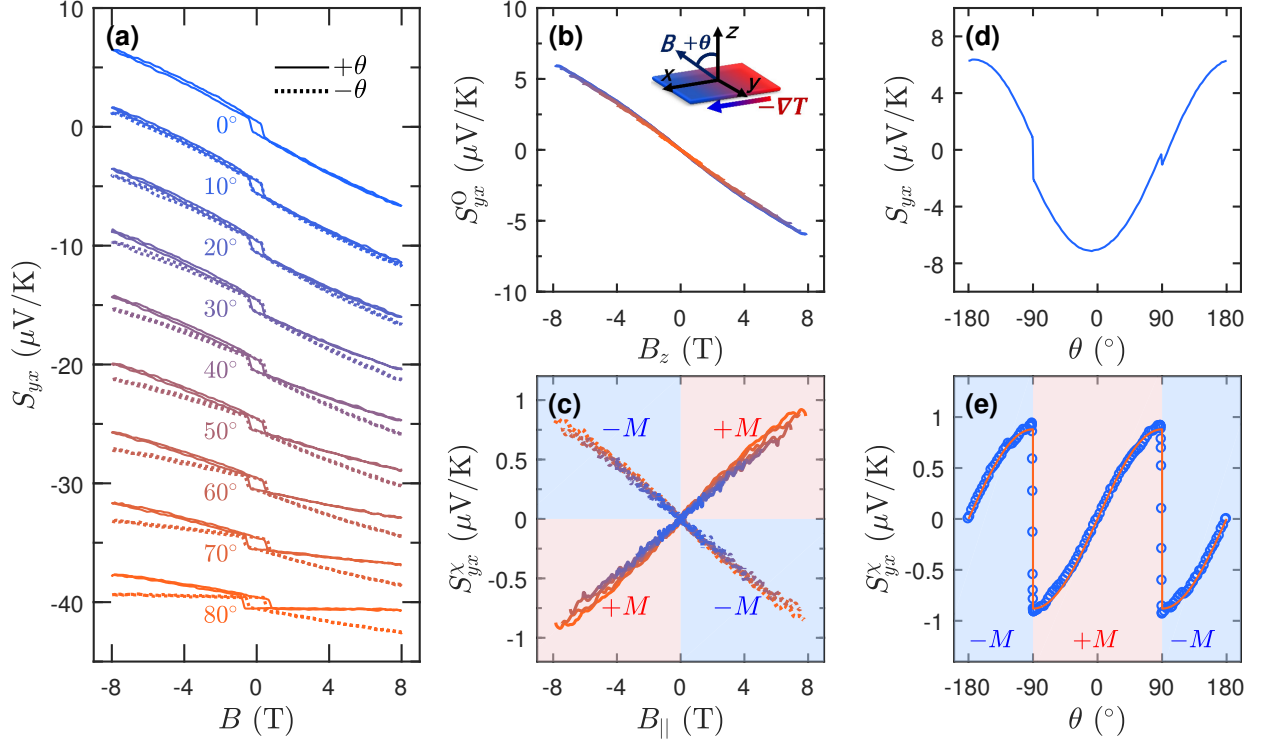 (a)
+θ
−θ
0°
10°
20°
30°
40°
50°
60°
70°
80°
10
0
-10
-20
-30
-40
S_yx (μV/K)
-8 -4 0 4 8
B (T)
(b)
B +θ z
x y
−∇T
10
5
0
-5
-10
S^O_yx (μV/K)
-8 -4 0 4 8
B_z (T)
(c)
−M +M
+M −M
1
0.5
0
-0.5
-1
S^χ_yx (μV/K)
-8 -4 0 4 8
B_|| (T)
(d)
8
4
0
-4
-8
S_yx (μV/K)
-180 -90 0 90 180
θ (°)
(e)
−M +M −M
1
0.5
0
-0.5
-1
S^χ_yx (μV/K)
-180 -90 0 90 180
θ (°)